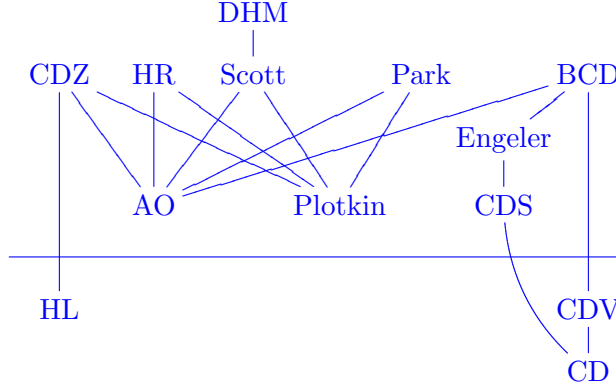 DHM
CDZ HR Scott Park BCD
Engeler
AO Plotkin CDS
HL CDV
CD